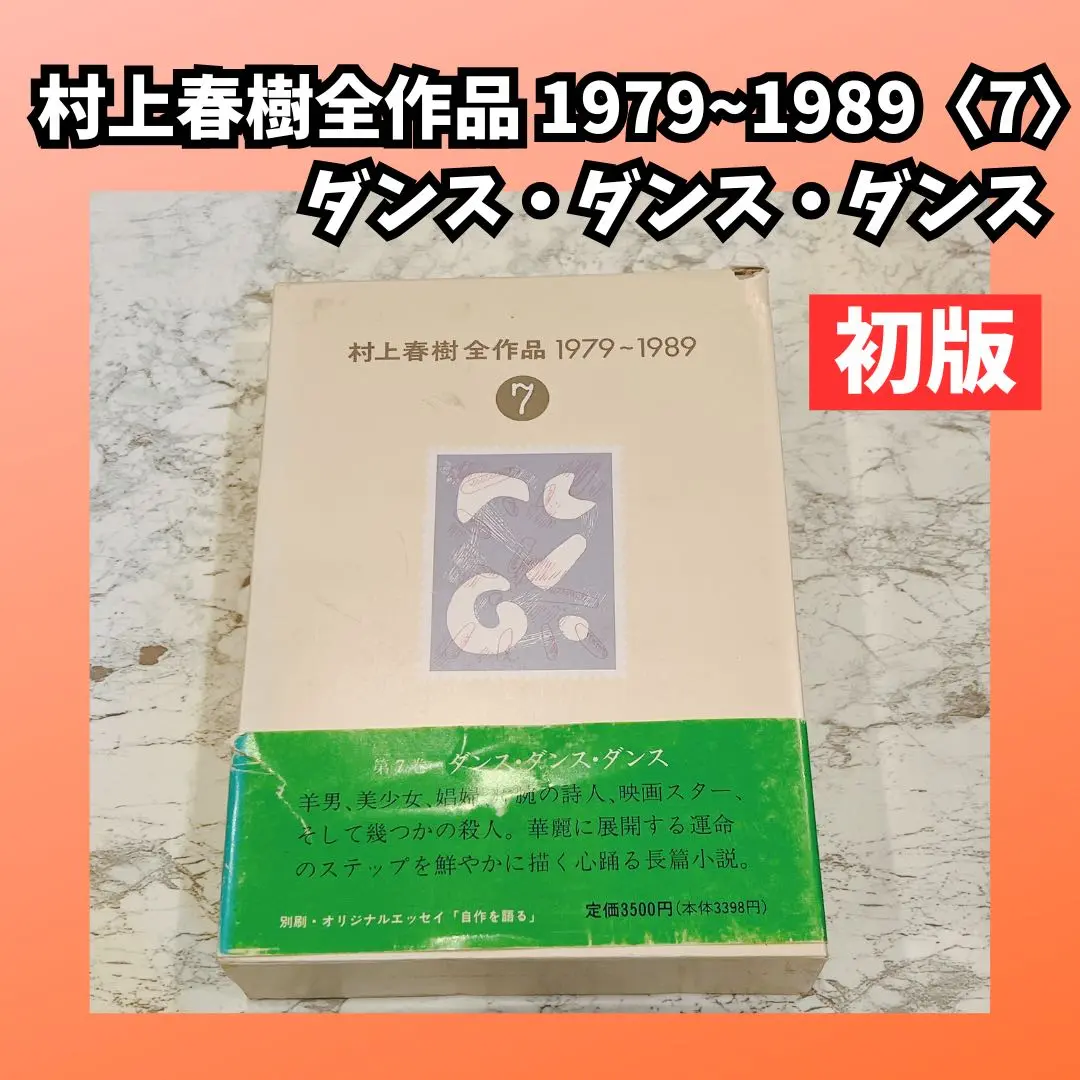 村上春樹全作品 1979~1989〈7〉
ダンス・ダンス・ダンス
初版
村上春樹 全作品 1979~1989
7
第7巻 ダンス・ダンス・ダンス
羊男、美少女、娼婦、片腕の詩人、映画スター、
そして幾つかの殺人。華麗に展開する運命
のステップを鮮やかに描く心踊る長篇小説。
別刷・オリジナルエッセイ「自作を語る」
定価3500円(本体3398円)